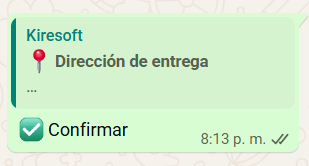 Kiresoft
📍 Dirección de entrega
...
✅ Confirmar
8:13 p. m.